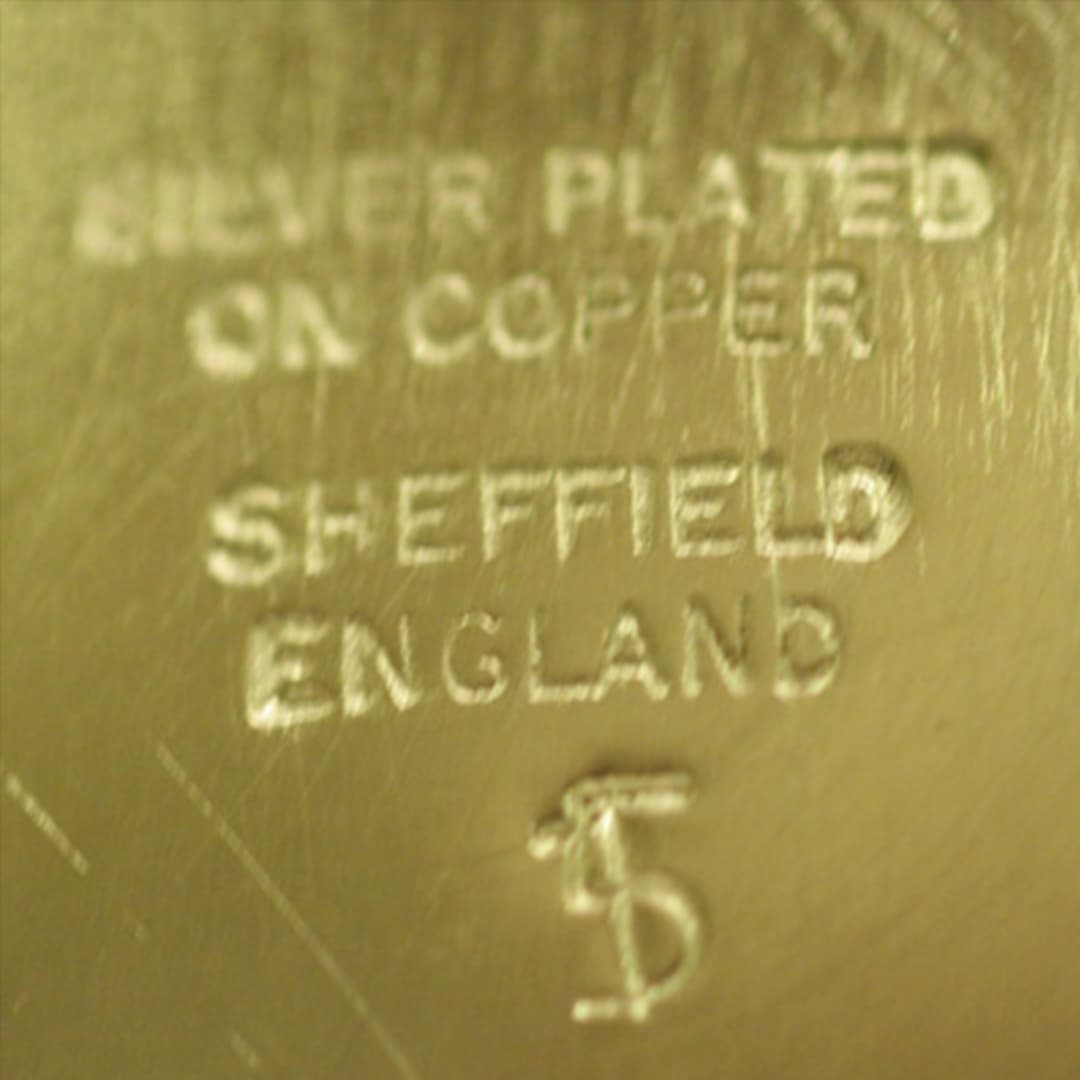 SILVER PLATED
ON COPPER
SHEFFIELD
ENGLAND